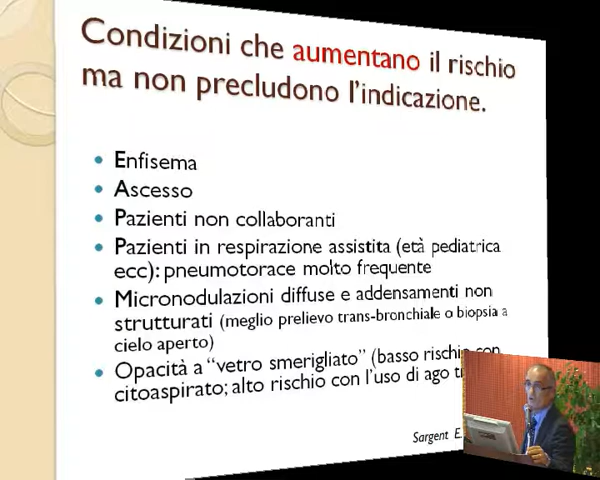 Condizioni che aumentano il rischio
ma non precludono l'indicazione.
• Enfisema
• Ascesso
• Pazienti non collaboranti
• Pazienti in respirazione assistita (età pediatrica
ecc): pneumotorace molto frequente
• Micronodulazioni diffuse e addensamenti non
strutturati (meglio prelievo trans-bronchiale o biopsia a
cielo aperto)
• Opacità a "vetro smerigliato" (basso rischio con
citoaspirato; alto rischio con l'uso di ago
Sargent E.